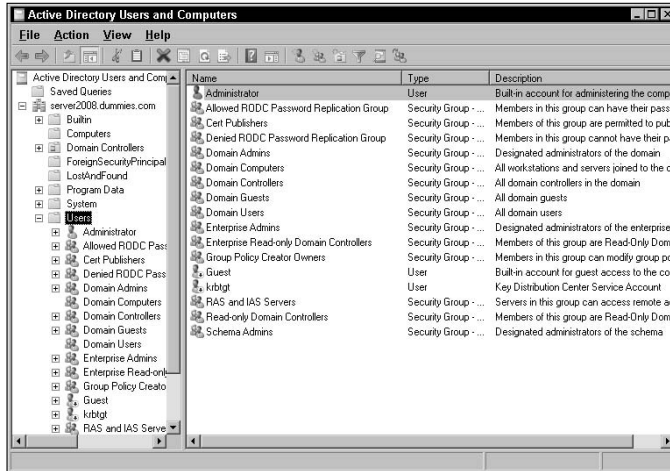 Active Directory Users and Computers
File Action View Help
Active Directory Users and Com
Saved Queries
server2008.dummies.com
Builtin
Computers
Domain Controllers
ForeignSecurityPrincipal
LostAndFound
Program Data
System
Users
Administrator
Allowed RODC Pass
Cert Publishers
Denied RODC Pass
Domain Admins
Domain Computers
Domain Controllers
Domain Guests
Domain Users
Enterprise Admins
Enterprise Read-onl
Group Policy Creato
Guest
krbtgt
RAS and IAS Serve
Name Type Description
Administrator User Built-in account for administering the comp
Allowed RODC Password Replication Group Security Group - ... Members in this group can have their pass
Cert Publishers Security Group - ... Members of this group are permitted to pub
Denied RODC Password Replication Group Security Group - ... Members in this group cannot have their p
Domain Admins Security Group - ... Designated administrators of the domain
Domain Computers Security Group - ... All workstations and servers joined to the d
Domain Controllers Security Group - ... All domain controllers in the domain
Domain Guests Security Group - ... All domain guests
Domain Users Security Group - ... All domain users
Enterprise Admins Security Group - ... Designated administrators of the enterprise
Enterprise Read-only Domain Controllers Security Group - ... Members of this group are Read-Only Dom
Group Policy Creator Owners Security Group - ... Members in this group can modify group po
Guest User Built-in account for guest access to the co
krbtgt User Key Distribution Center Service Account
RAS and IAS Servers Security Group - ... Servers in this group can access remote a
Read-only Domain Controllers Security Group - ... Members of this group are Read-Only Dom
Schema Admins Security Group - ... Designated administrators of the schema